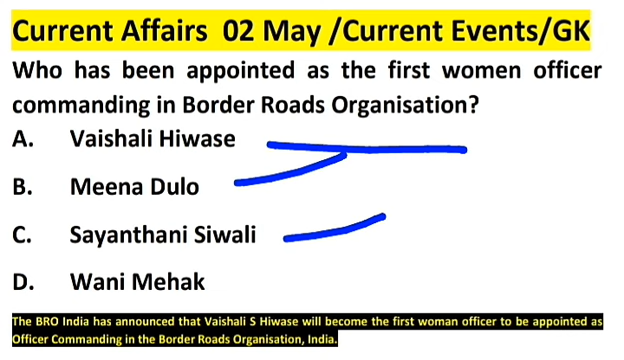 Current Affairs 02 May /Current Events/GK
Who has been appointed as the first women officer
commanding in Border Roads Organisation?
A. Vaishali Hiwase
B. Meena Dulo
C. Sayanthani Siwali
D. Wani Mehak
The BRO India has announced that Vaishali S Hiwase will become the first woman officer to be appointed as
Officer Commanding in the Border Roads Organisation, India.